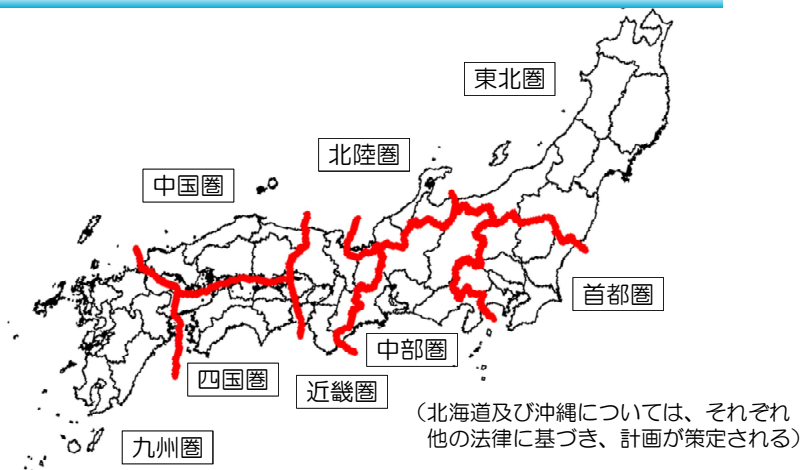 東北圏
北陸圏
中国圏
首都圏
中部圏
四国圏
近畿圏
九州圏
(北海道及び沖縄については、それぞれ
他の法律に基づき、計画が策定される)